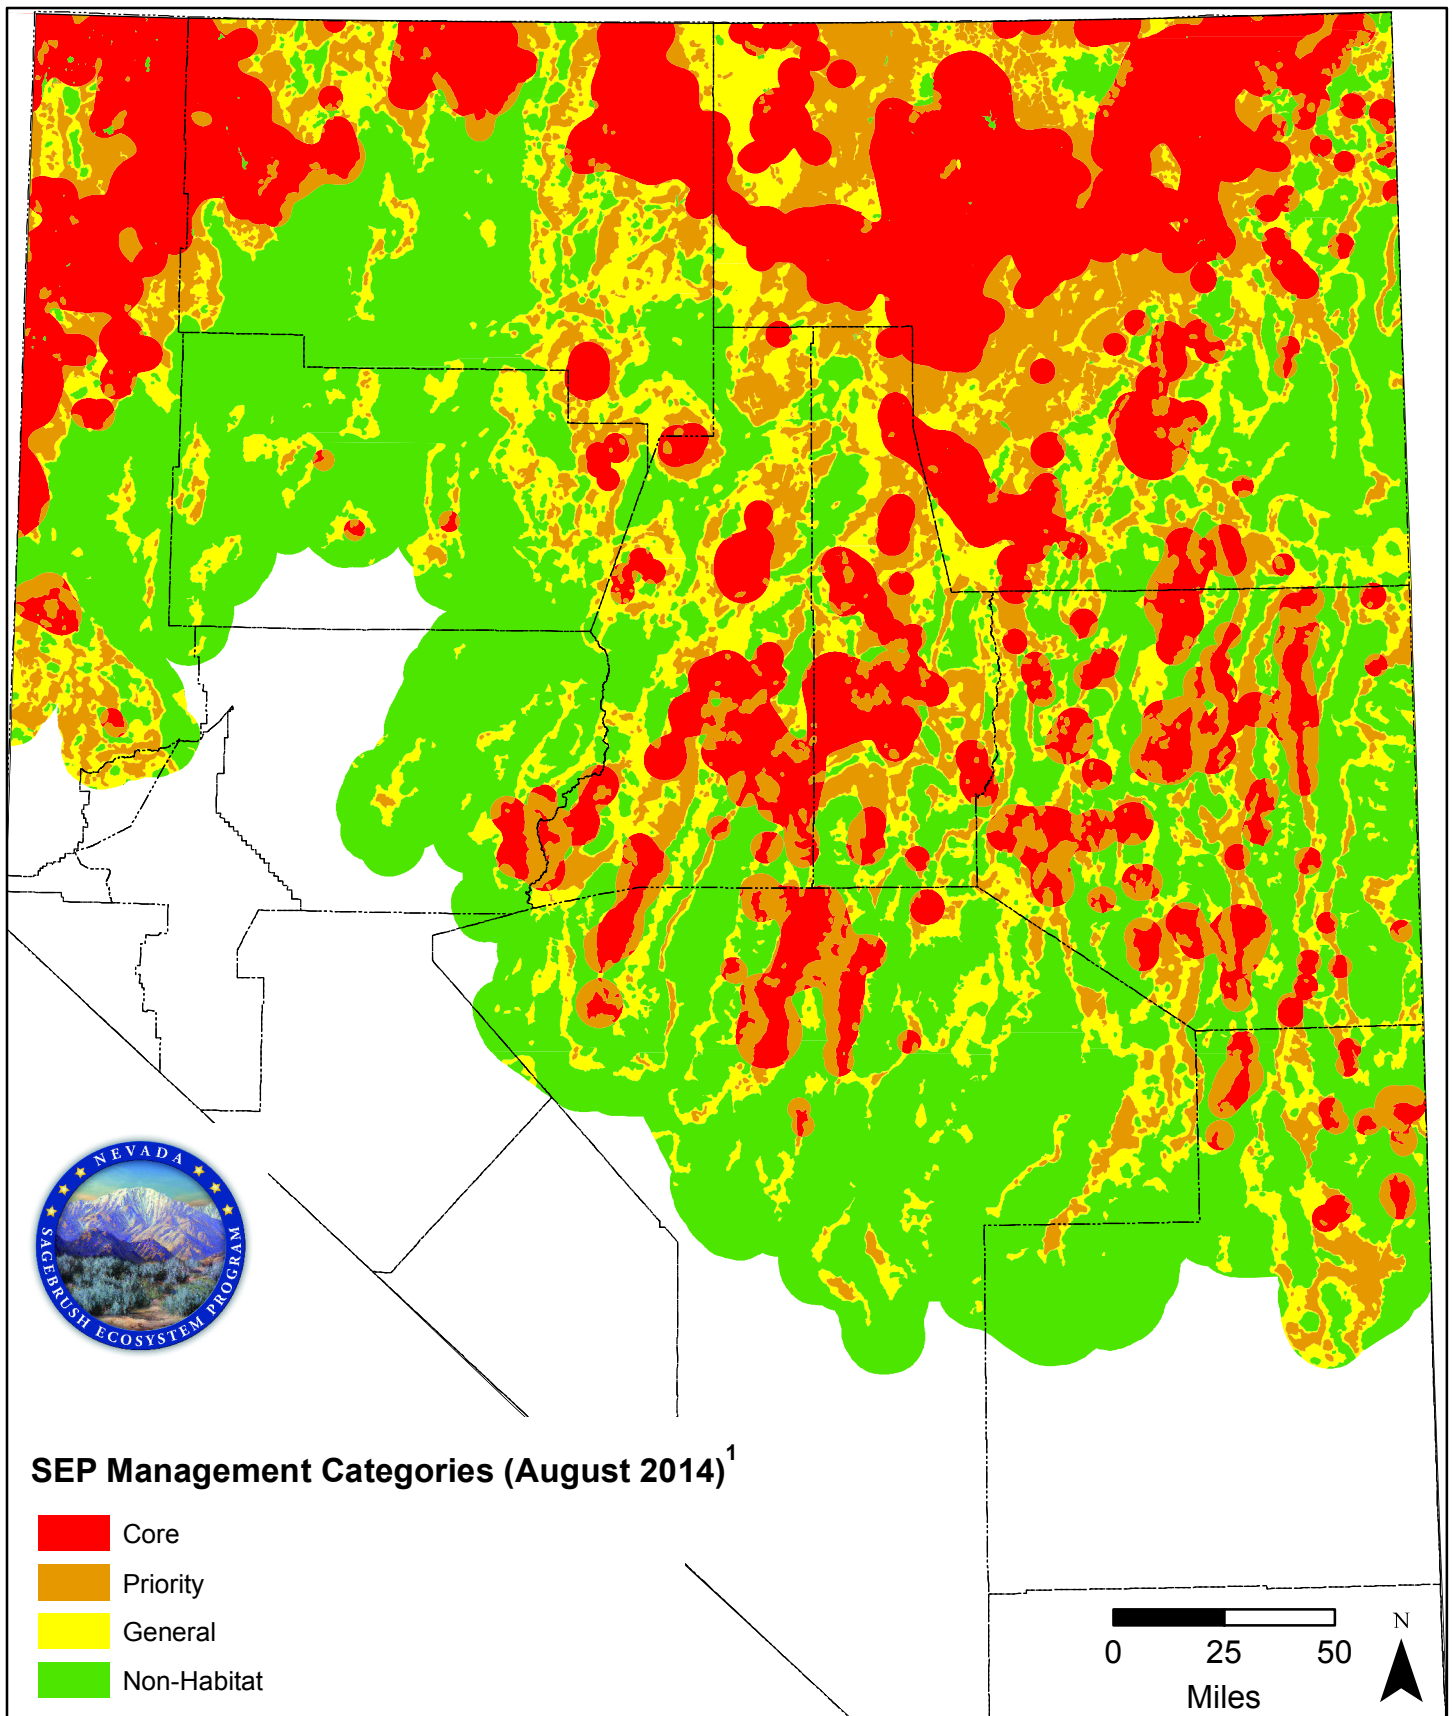 NEVADA
SAGEBRUSH ECOSYSTEM PROGRAM
SEP Management Categories (August 2014)1
Core
Priority
General
Non-Habitat
0 25 50
Miles
N